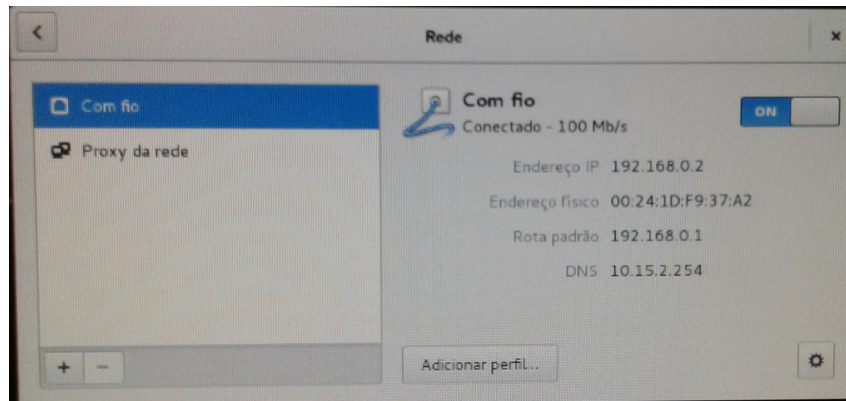 Rede
Com fio
Proxy da rede
Com fio
Conectado - 100 Mb/s
ON
Endereço IP 192.168.0.2
Endereço físico 00:24:1D:F9:37:A2
Rota padrão 192.168.0.1
DNS 10.15.2.254
Adicionar perfil...